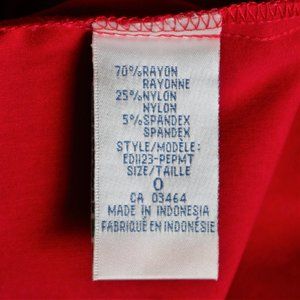 70%RAYON
RAYONNE
25%NYLON
NYLON
5%SPANDEX
SPANDEX
STYLE/MODÈLE:
ED1123-PEPMT
SIZE/TAILLE
0
CA 03464
MADE IN INDONESIA
FABRIQUÉ EN INDONÉSIE